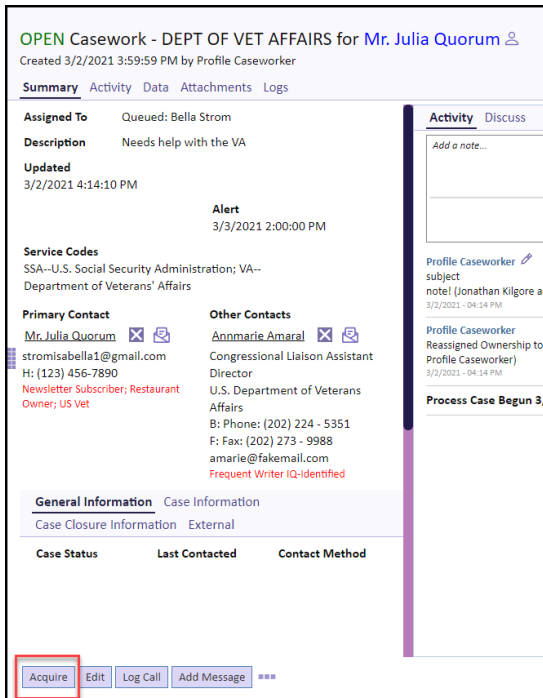 OPEN Casework - DEPT OF VET AFFAIRS for Mr. Julia Quorum
Created 3/2/2021 3:59:59 PM by Profile Caseworker
Summary Activity Data Attachments Logs
Assigned To Queued: Bella Strom
Description Needs help with the VA
Updated
3/2/2021 4:14:10 PM
Alert
3/3/2021 2:00:00 PM
Service Codes
SSA--U.S. Social Security Administration; VA--
Department of Veterans' Affairs
Primary Contact
Mr. Julia Quorum
stromisabella1@gmail.com
H: (123) 456-7890
Newsletter Subscriber; Restaurant
Owner; US Vet
Other Contacts
Annmarie Amaral
Congressional Liaison Assistant
Director
U.S. Department of Veterans
Affairs
B: Phone: (202) 224 - 5351
F: Fax: (202) 273 - 9988
amarie@fakemail.com
Frequent Writer IQ-Identified
General Information Case Information
Case Closure Information External
Case Status Last Contacted Contact Method
Acquire Edit Log Call Add Message
Activity Discuss
Add a note...
Profile Caseworker
subject
note! (Jonathan Kilgore a
3/2/2021 - 04:14 PM
Profile Caseworker
Reassigned Ownership to
Profile Caseworker)
3/2/2021 - 04:14 PM
Process Case Begun 3,